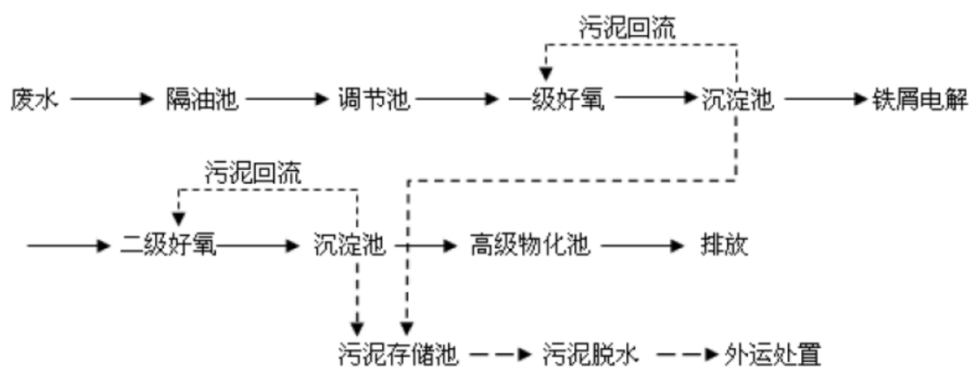 污泥回流
废水 隔油池 调节池 一级好氧 沉淀池 铁屑电解
污泥回流
二级好氧 沉淀池 高级物化池 排放
污泥存储池 污泥脱水 外运处置